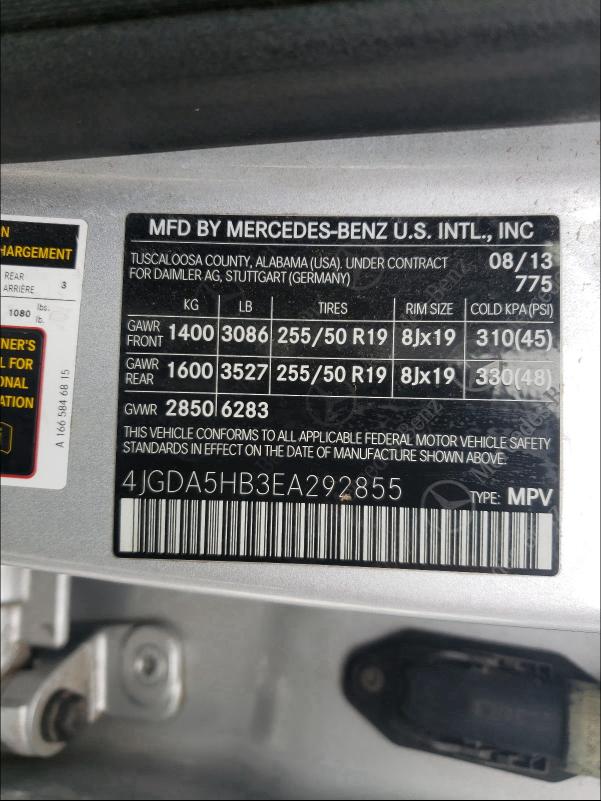 N
HARGEMENT
REAR
ARRIÈRE
3
1080 lbs.
lb.
NER'S
L FOR
ONAL
ATION
A 166 584 68 15
MFD BY MERCEDES-BENZ U.S. INTL., INC
TUSCALOOSA COUNTY, ALABAMA (USA). UNDER CONTRACT 08/13
FOR DAIMLER AG, STUTTGART (GERMANY) 775
KG LB TIRES RIM SIZE COLD KPA (PSI)
GAWR FRONT 1400 3086 255/50 R19 8Jx19 310(45)
GAWR REAR 1600 3527 255/50 R19 8Jx19 330(48)
GVWR 2850 6283
THIS VEHICLE CONFORMS TO ALL APPLICABLE FEDERAL MOTOR VEHICLE SAFETY
STANDARDS IN EFFECT ON THE DATE OF MANUFACTURE SHOWN ABOVE.
4JGDA5HB3EA292855 TYPE: MPV